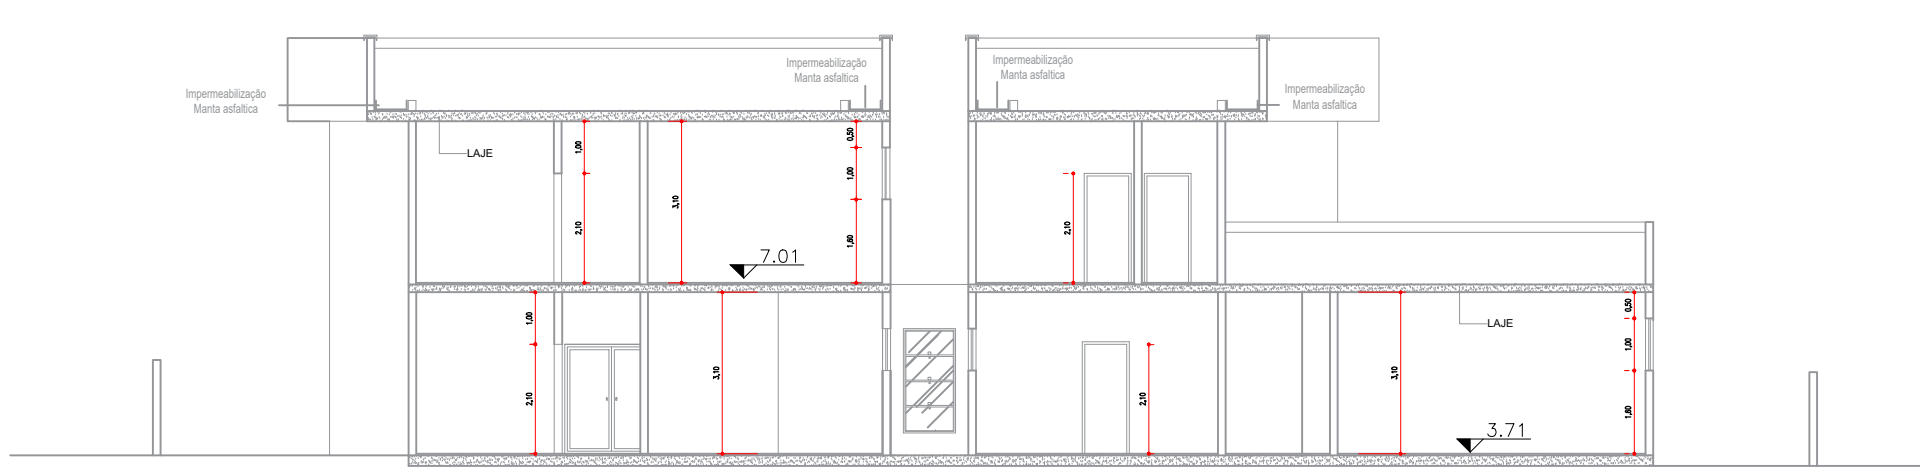 Impermeabilização
Manta asfaltica
Impermeabilização
Manta asfaltica
Impermeabilização
Manta asfaltica
Impermeabilização
Manta asfaltica
LAJE
1,00
2,10
3,10
0,50
1,00
1,60
7.01
2,10
1,00
2,10
3,10
2,10
3,10
LAJE
0,50
1,00
1,60
3.71